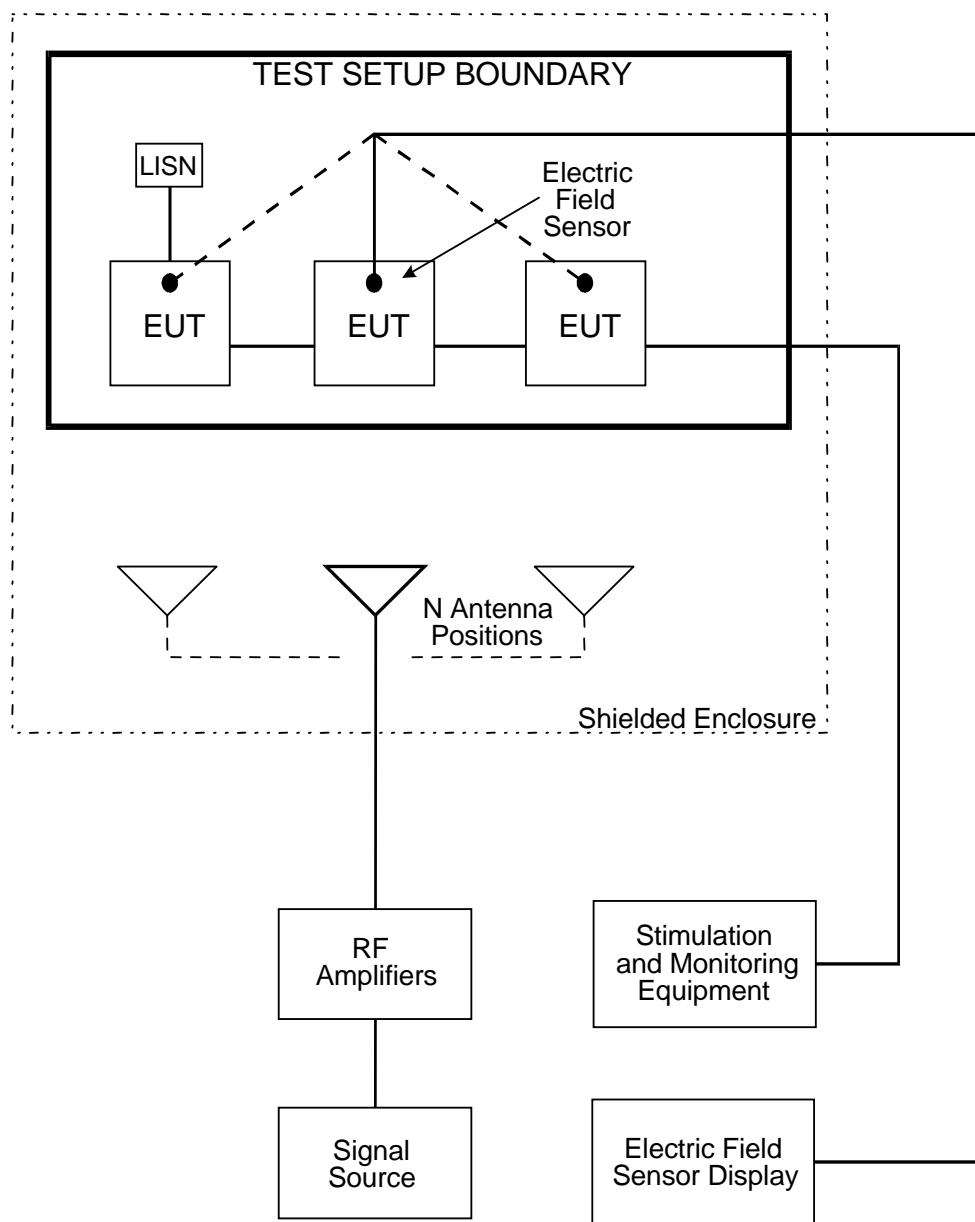 TEST SETUP BOUNDARY
LISN
Electric
Field
Sensor
EUT
EUT
EUT
N Antenna
Positions
Shielded Enclosure
RF
Amplifiers
Stimulation
and Monitoring
Equipment
Signal
Source
Electric Field
Sensor Display